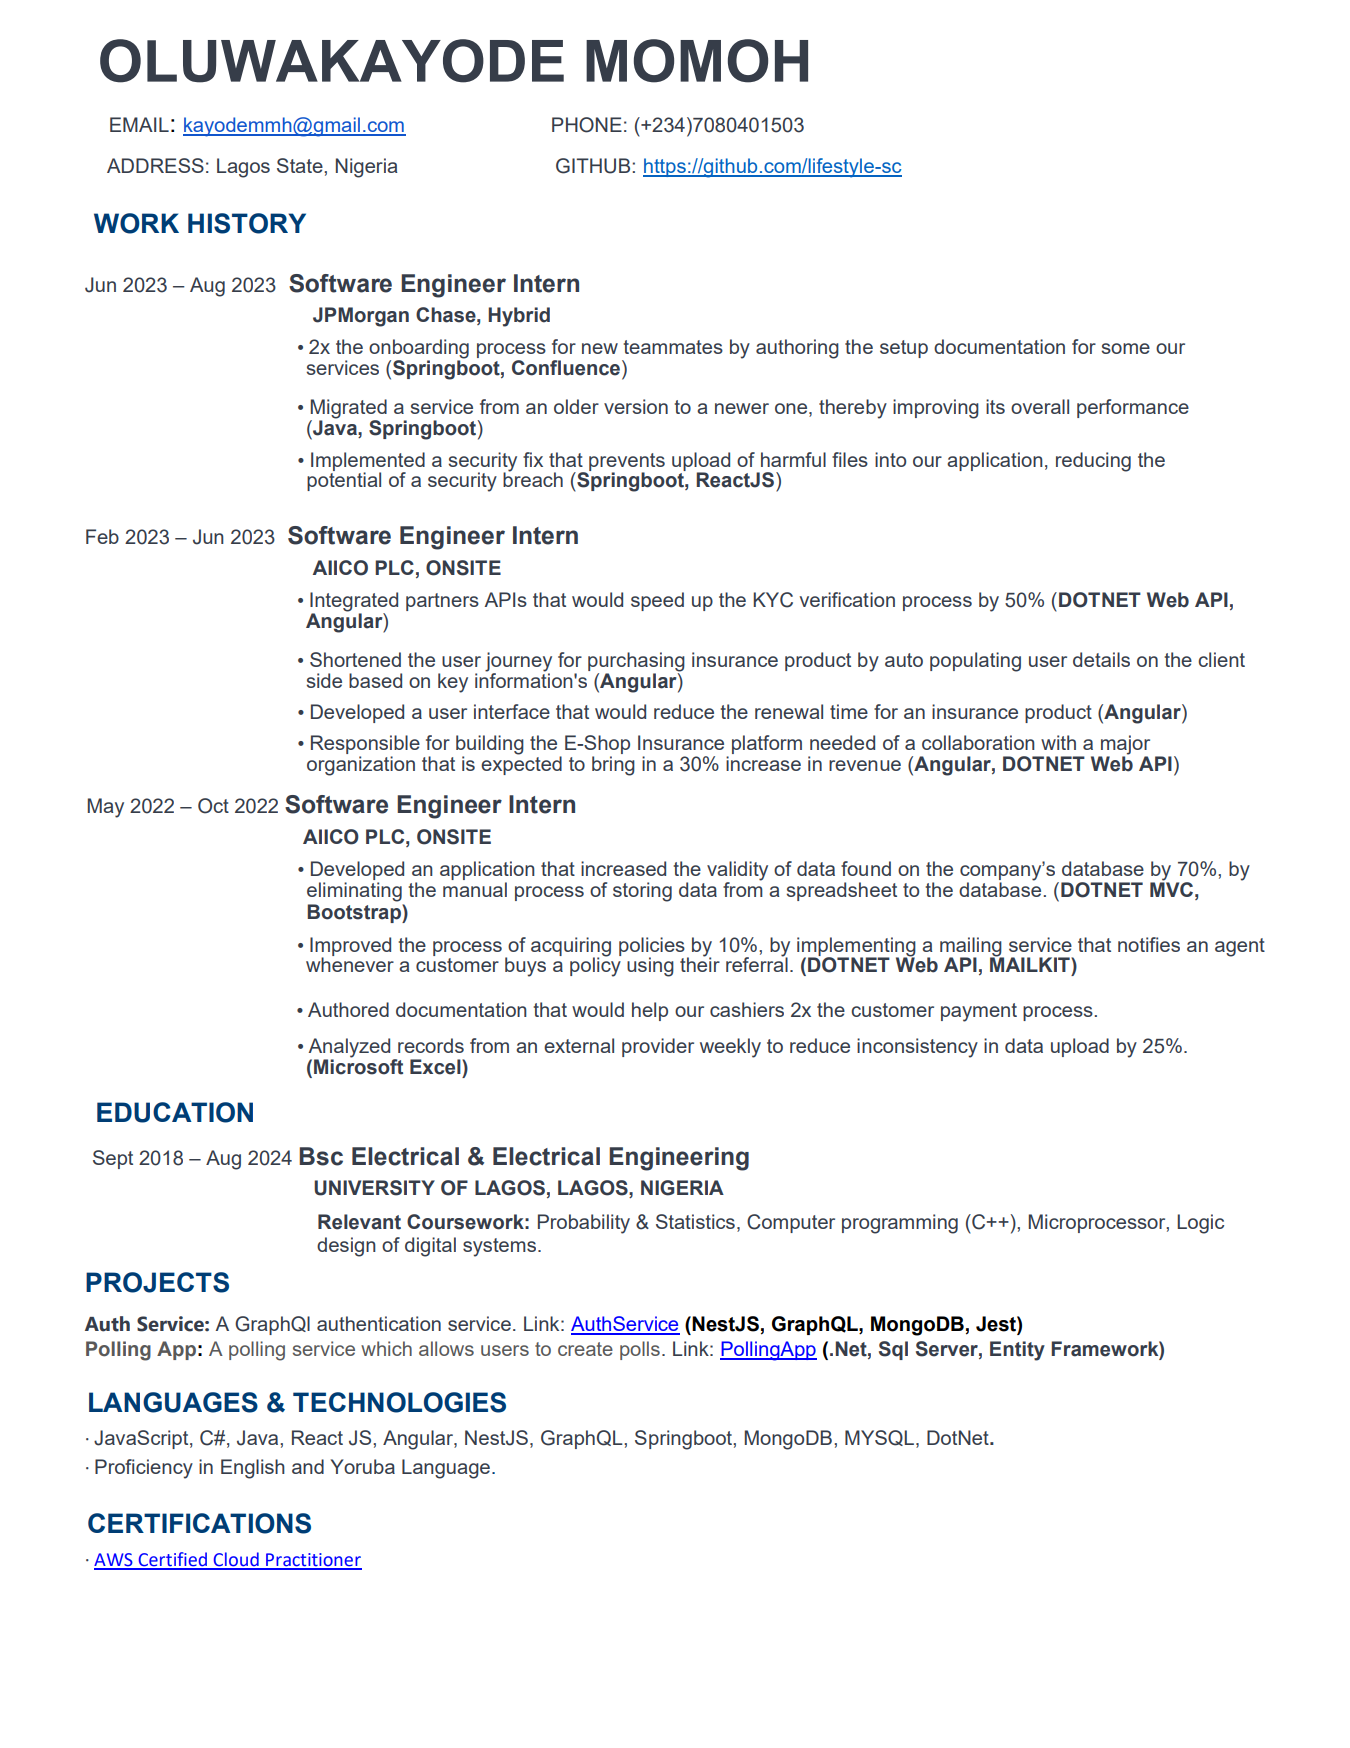 OLUWAKAYODE MOMOH
EMAIL: kayodemmh@gmail.com PHONE: (+234)7080401503
ADDRESS: Lagos State, Nigeria GITHUB: https://github.com/lifestyle-sc
WORK HISTORY
Jun 2023 – Aug 2023 Software Engineer Intern
JPMorgan Chase, Hybrid
• 2x the onboarding process for new teammates by authoring the setup documentation for some our
services (Springboot, Confluence)
• Migrated a service from an older version to a newer one, thereby improving its overall performance
(Java, Springboot)
• Implemented a security fix that prevents upload of harmful files into our application, reducing the
potential of a security breach (Springboot, ReactJS)
Feb 2023 – Jun 2023 Software Engineer Intern
AIICO PLC, ONSITE
• Integrated partners APIs that would speed up the KYC verification process by 50% (DOTNET Web API,
Angular)
• Shortened the user journey for purchasing insurance product by auto populating user details on the client
side based on key information's (Angular)
• Developed a user interface that would reduce the renewal time for an insurance product (Angular)
• Responsible for building the E-Shop Insurance platform needed of a collaboration with a major
organization that is expected to bring in a 30% increase in revenue (Angular, DOTNET Web API)
May 2022 – Oct 2022 Software Engineer Intern
AIICO PLC, ONSITE
• Developed an application that increased the validity of data found on the company’s database by 70%, by
eliminating the manual process of storing data from a spreadsheet to the database. (DOTNET MVC,
Bootstrap)
• Improved the process of acquiring policies by 10%, by implementing a mailing service that notifies an agent
whenever a customer buys a policy using their referral. (DOTNET Web API, MAILKIT)
• Authored documentation that would help our cashiers 2x the customer payment process.
• Analyzed records from an external provider weekly to reduce inconsistency in data upload by 25%.
(Microsoft Excel)
EDUCATION
Sept 2018 – Aug 2024 Bsc Electrical & Electrical Engineering
UNIVERSITY OF LAGOS, LAGOS, NIGERIA
Relevant Coursework: Probability & Statistics, Computer programming (C++), Microprocessor, Logic
design of digital systems.
PROJECTS
Auth Service: A GraphQl authentication service. Link: AuthService (NestJS, GraphQL, MongoDB, Jest)
Polling App: A polling service which allows users to create polls. Link: PollingApp (.Net, Sql Server, Entity Framework)
LANGUAGES & TECHNOLOGIES
· JavaScript, C#, Java, React JS, Angular, NestJS, GraphQL, Springboot, MongoDB, MYSQL, DotNet.
· Proficiency in English and Yoruba Language.
CERTIFICATIONS
· AWS Certified Cloud Practitioner